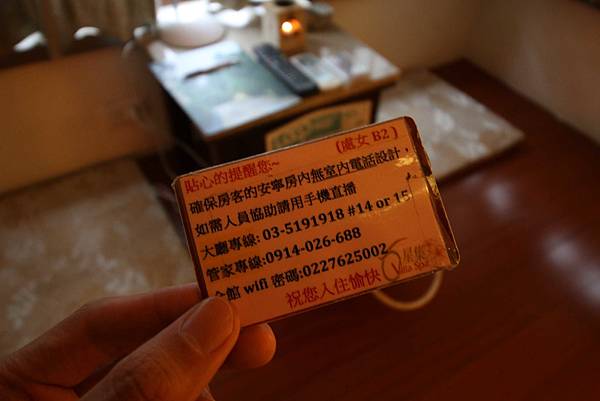 貼心的提醒您~ (處女 B2)
確保房客的安寧房內無室內電話設計，
如需人員協助請用手機直播
大廳專線: 03-5191918 #14 or 15
管家專線:0914-026-688
館 wifi 密碼:0227625002
祝您入住愉快